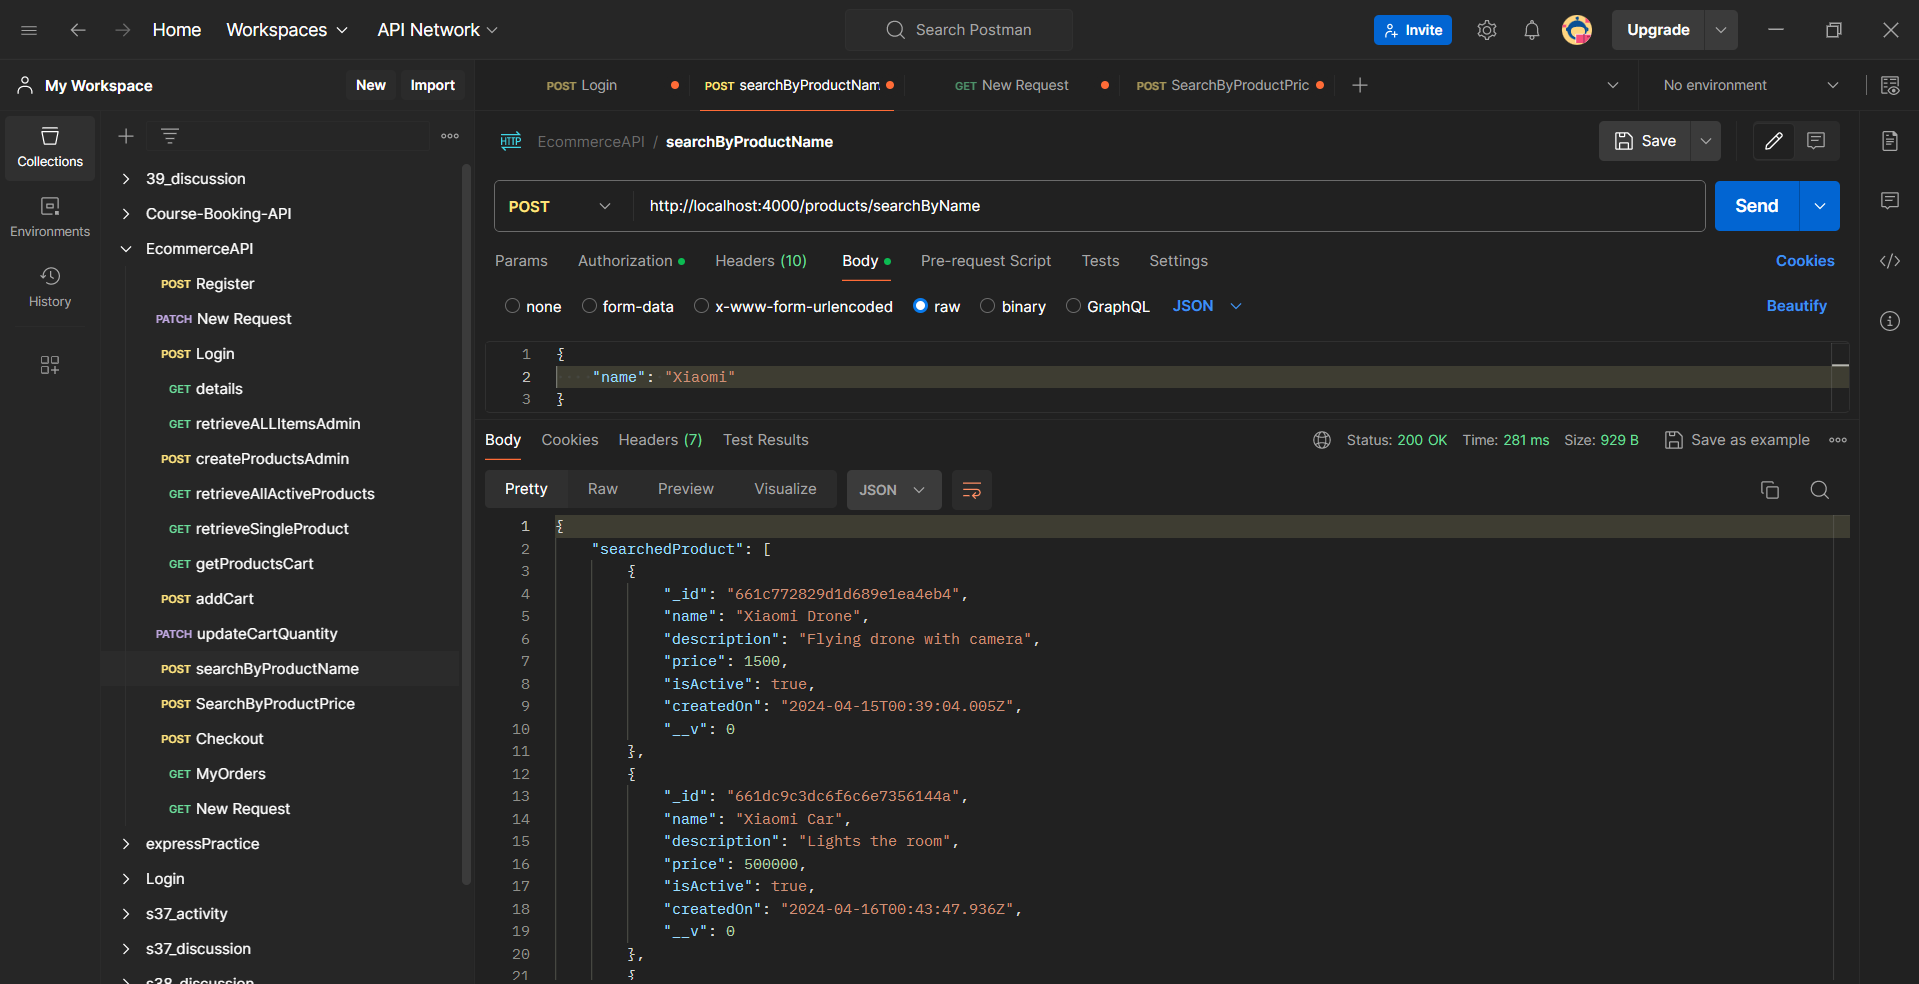 Home Workspaces API Network Search Postman Invite Upgrade
My Workspace New Import POST Login POST searchByProductNam GET New Request POST SearchByProductPric No environment
Collections
Environments
History
39_discussion
Course-Booking-API
EcommerceAPI
POST Register
PATCH New Request
POST Login
GET details
GET retrieveALLItemsAdmin
POST createProductsAdmin
GET retrieveAllActiveProducts
GET retrieveSingleProduct
GET getProductsCart
POST addCart
PATCH updateCartQuantity
POST searchByProductName
POST SearchByProductPrice
POST Checkout
GET MyOrders
GET New Request
expressPractice
Login
s37_activity
s37_discussion
s38_discussion
HTTP EcommerceAPI / searchByProductName Save
POST http://localhost:4000/products/searchByName Send
Params Authorization Headers (10) Body Pre-request Script Tests Settings Cookies
none form-data x-www-form-urlencoded raw binary GraphQL JSON Beautify
1 {
2 "name": "Xiaomi"
3 }
Body Cookies Headers (7) Test Results Status: 200 OK Time: 281 ms Size: 929 B Save as example
Pretty Raw Preview Visualize JSON
1 {
2 "searchedProduct": [
3 {
4 "_id": "661c772829d1d689e1ea4eb4",
5 "name": "Xiaomi Drone",
6 "description": "Flying drone with camera",
7 "price": 1500,
8 "isActive": true,
9 "createdOn": "2024-04-15T00:39:04.005Z",
10 "__v": 0
11 },
12 {
13 "_id": "661dc9c3dc6f6c6e7356144a",
14 "name": "Xiaomi Car",
15 "description": "Lights the room",
16 "price": 500000,
17 "isActive": true,
18 "createdOn": "2024-04-16T00:43:47.936Z",
19 "__v": 0
20 },
21 {